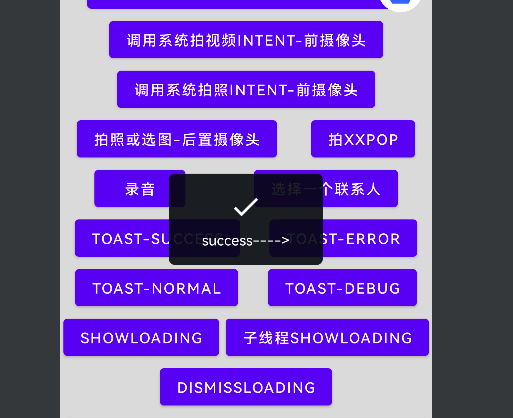 调用系统拍视频INTENT-前摄像头
调用系统拍照INTENT-前摄像头
拍照或选图-后置摄像头 拍XXPOP
录音 选择一个联系人
success---->
TOAST-SUCCESS TOAST-ERROR
TOAST-NORMAL TOAST-DEBUG
SHOWLOADING 子线程SHOWLOADING
DISMISSLOADING